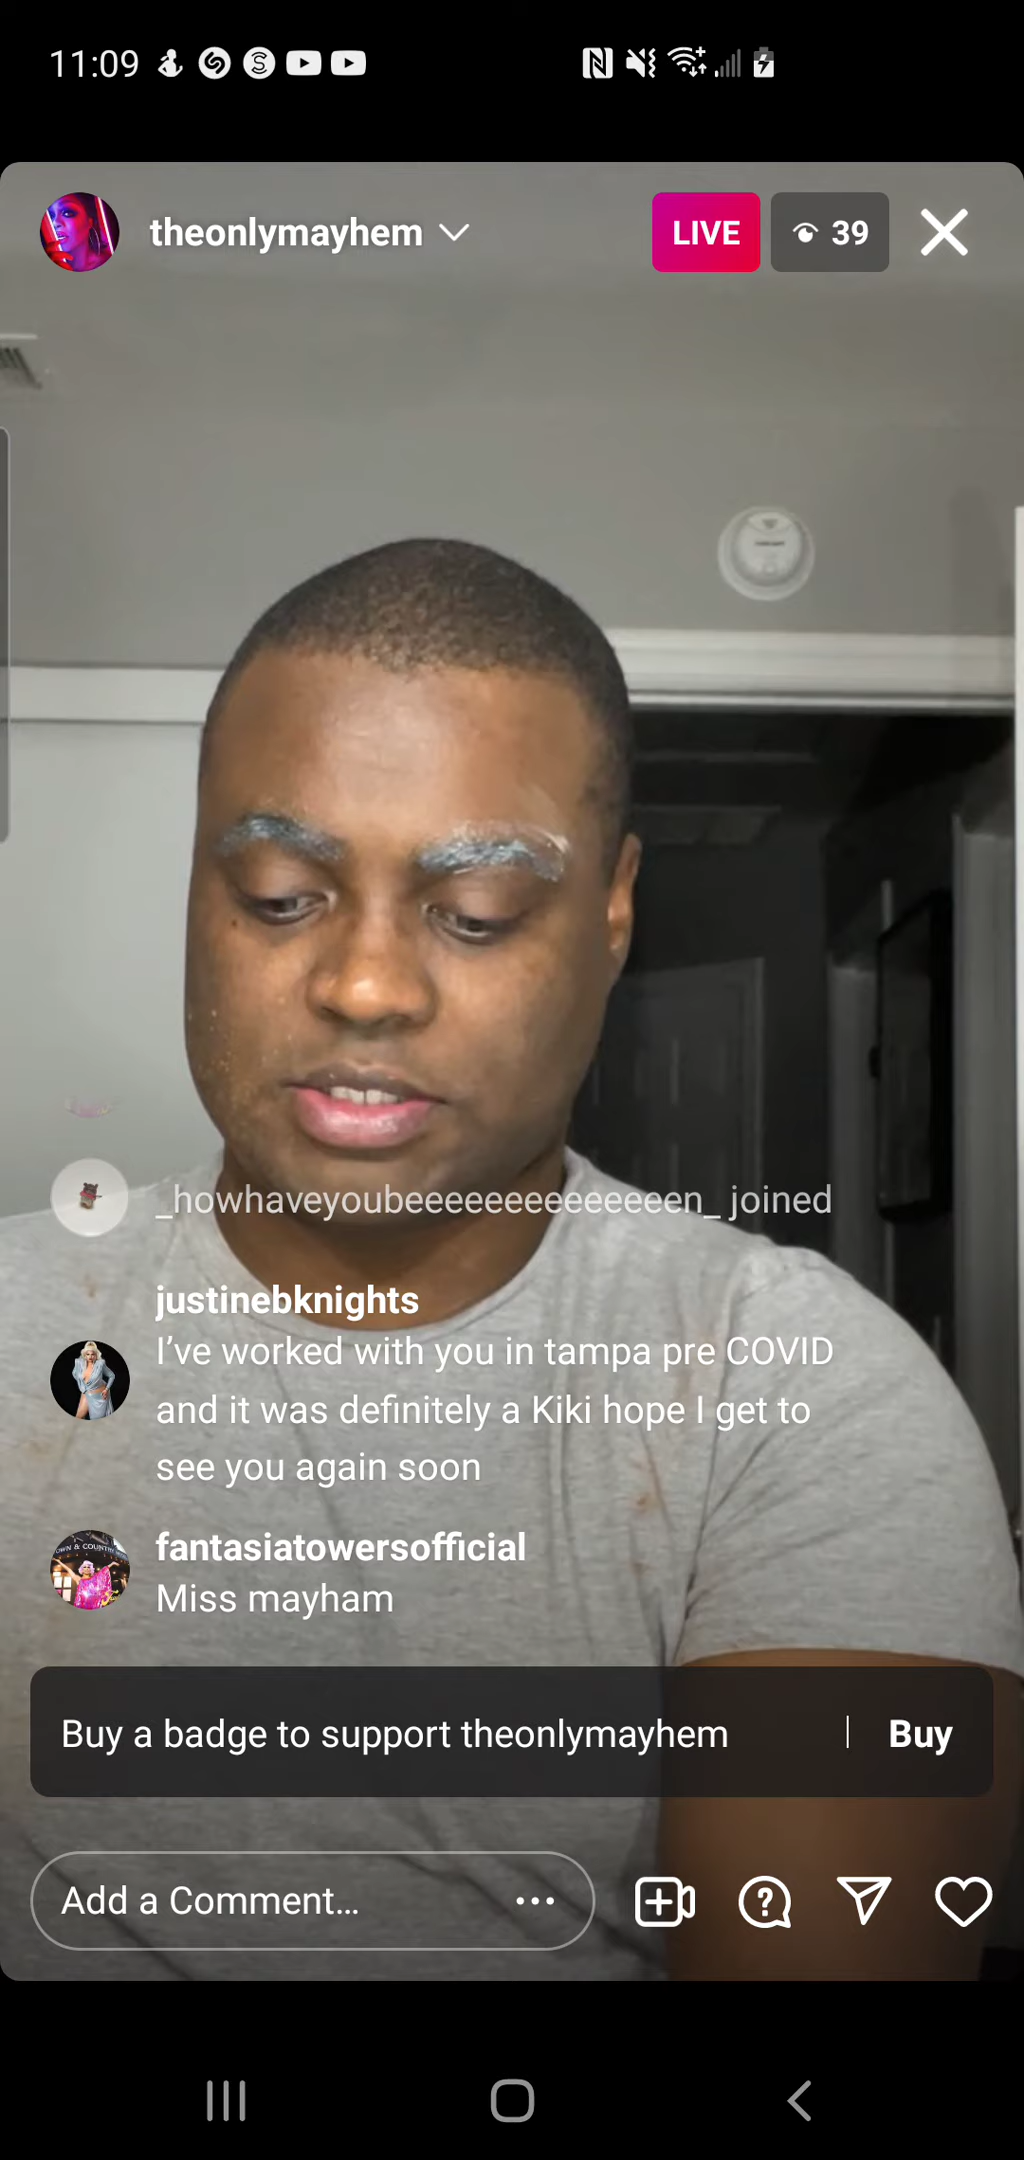 11:09
theonlymayhem
LIVE
39
_howhaveyoubeeeeeeeeeeeeeeen_ joined
justinebknights
I’ve worked with you in tampa pre COVID
and it was definitely a Kiki hope I get to
see you again soon
fantasiatowersofficial
Miss mayham
Buy a badge to support theonlymayhem | Buy
Add a Comment…